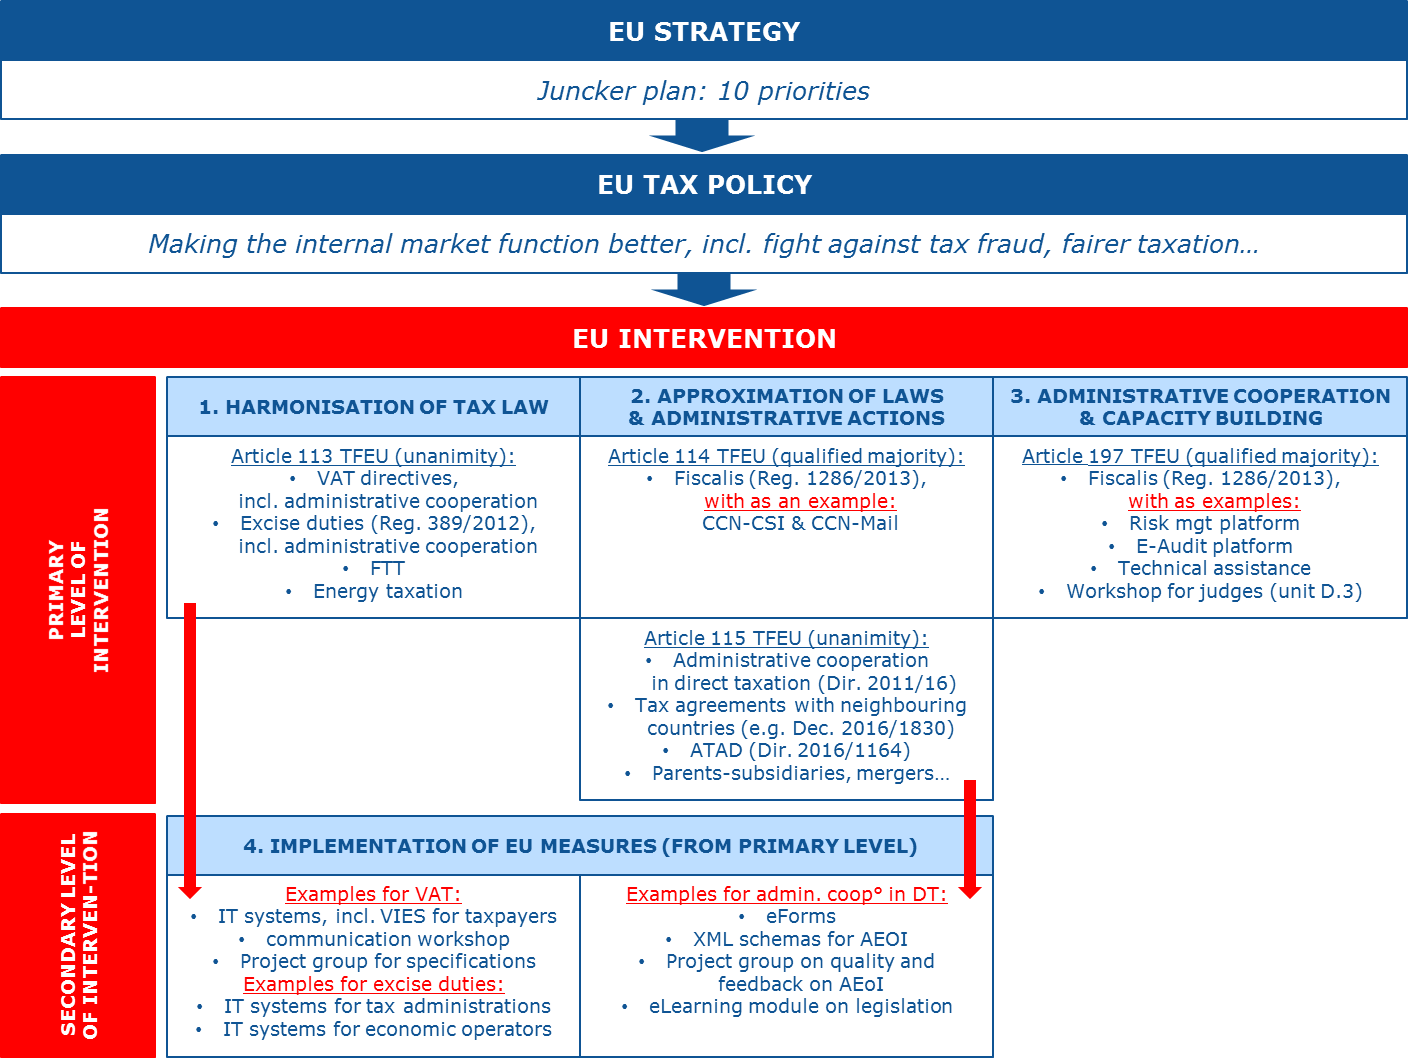 EU STRATEGY
Juncker plan: 10 priorities
EU TAX POLICY
Making the internal market function better, incl. fight against tax fraud, fairer taxation…
EU INTERVENTION
PRIMARY
LEVEL OF
INTERVENTION
1. HARMONISATION OF TAX LAW
Article 113 TFEU (unanimity):
• VAT directives,
incl. administrative cooperation
• Excise duties (Reg. 389/2012),
incl. administrative cooperation
• FTT
• Energy taxation
2. APPROXIMATION OF LAWS
& ADMINISTRATIVE ACTIONS
Article 114 TFEU (qualified majority):
• Fiscalis (Reg. 1286/2013),
with as an example:
CCN-CSI & CCN-Mail
Article 115 TFEU (unanimity):
• Administrative cooperation
in direct taxation (Dir. 2011/16)
• Tax agreements with neighbouring
countries (e.g. Dec. 2016/1830)
• ATAD (Dir. 2016/1164)
• Parents-subsidiaries, mergers…
3. ADMINISTRATIVE COOPERATION
& CAPACITY BUILDING
Article 197 TFEU (qualified majority):
• Fiscalis (Reg. 1286/2013),
with as examples:
• Risk mgt platform
• E-Audit platform
• Technical assistance
• Workshop for judges (unit D.3)
SECONDARY LEVEL
OF INTERVEN-TION
4. IMPLEMENTATION OF EU MEASURES (FROM PRIMARY LEVEL)
Examples for VAT:
• IT systems, incl. VIES for taxpayers
• communication workshop
• Project group for specifications
Examples for excise duties:
• IT systems for tax administrations
• IT systems for economic operators
Examples for admin. coop° in DT:
• eForms
• XML schemas for AEOI
• Project group on quality and
feedback on AEoI
• eLearning module on legislation